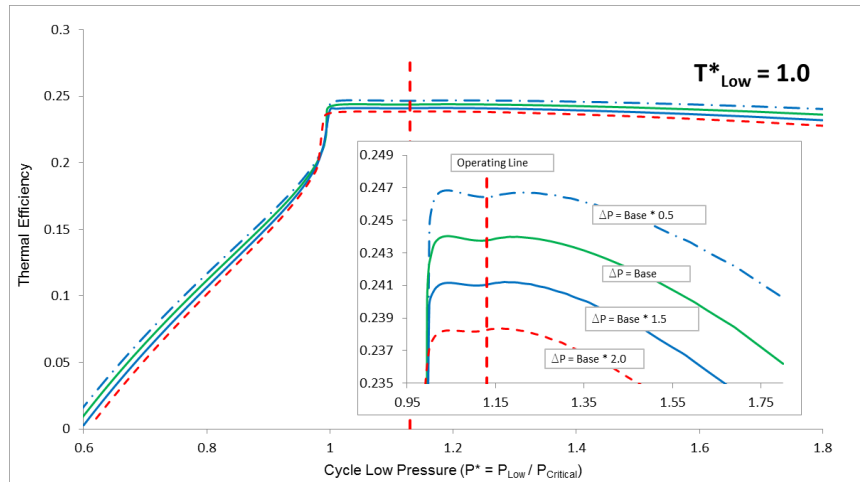 0.3
0.25
0.2
0.15
0.1
0.05
0
Thermal Efficiency
T*Low = 1.0
0.249
0.247
0.245
0.243
0.241
0.239
0.237
0.235
Operating Line
ΔP = Base * 0.5
ΔP = Base
ΔP = Base * 1.5
ΔP = Base * 2.0
0.95 1.15 1.35 1.55 1.75
0.6 0.8 1 1.2 1.4 1.6 1.8
Cycle Low Pressure (P* = PLow / PCritical)